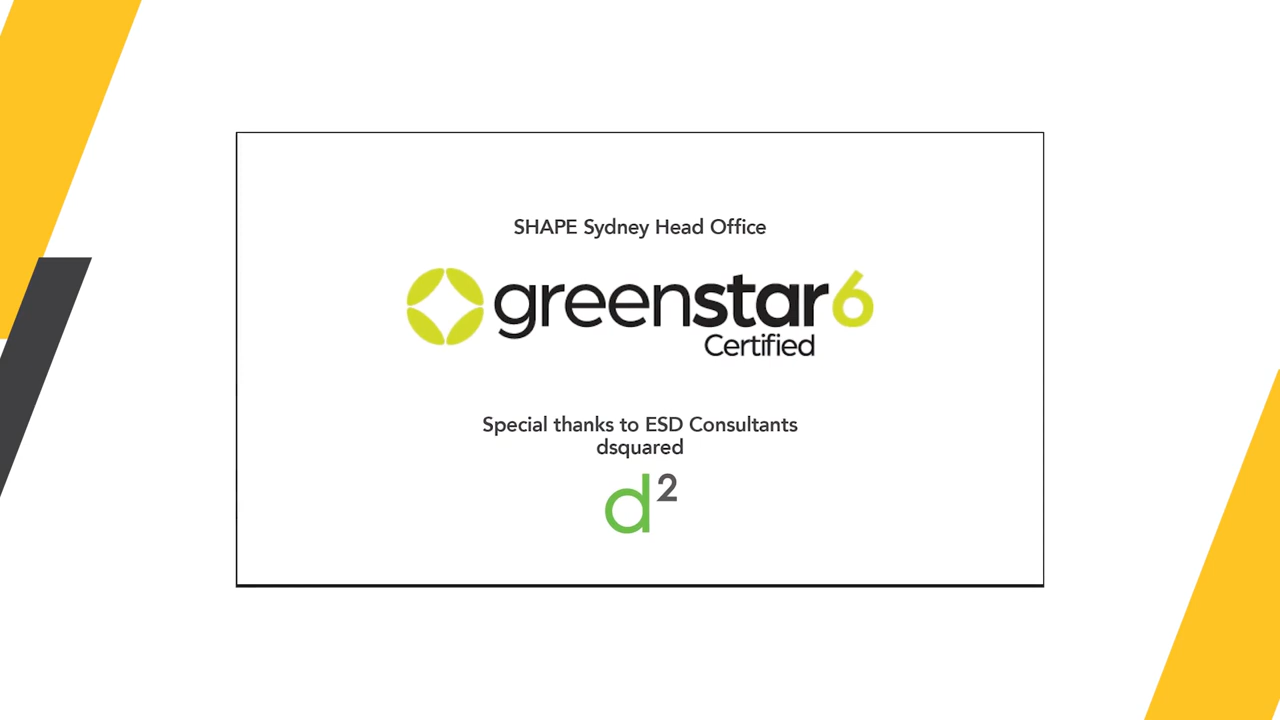 SHAPE Sydney Head Office
greenstar6
Certified
Special thanks to ESD Consultants
dsquared
d²